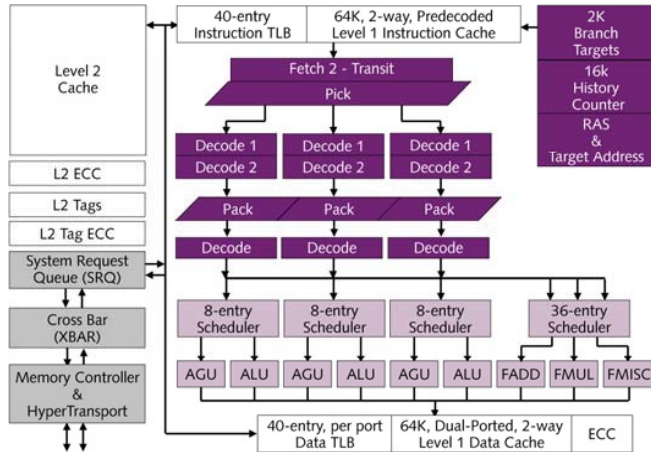 40-entry
Instruction TLB
64K, 2-way, Predecoded
Level 1 Instruction Cache
2K
Branch
Targets
16k
History
Counter
RAS
&
Target Address
Level 2
Cache
L2 ECC
L2 Tags
L2 Tag ECC
System Request
Queue (SRQ)
Cross Bar
(XBAR)
Memory Controller
&
HyperTransport
Fetch 2 - Transit
Pick
Decode 1
Decode 2
Decode 1
Decode 2
Decode 1
Decode 2
Pack
Pack
Pack
Decode
Decode
Decode
8-entry
Scheduler
8-entry
Scheduler
8-entry
Scheduler
36-entry
Scheduler
AGU
ALU
AGU
ALU
AGU
ALU
FADD
FMUL
FMISC
40-entry, per port
Data TLB
64K, Dual-Ported, 2-way
Level 1 Data Cache
ECC